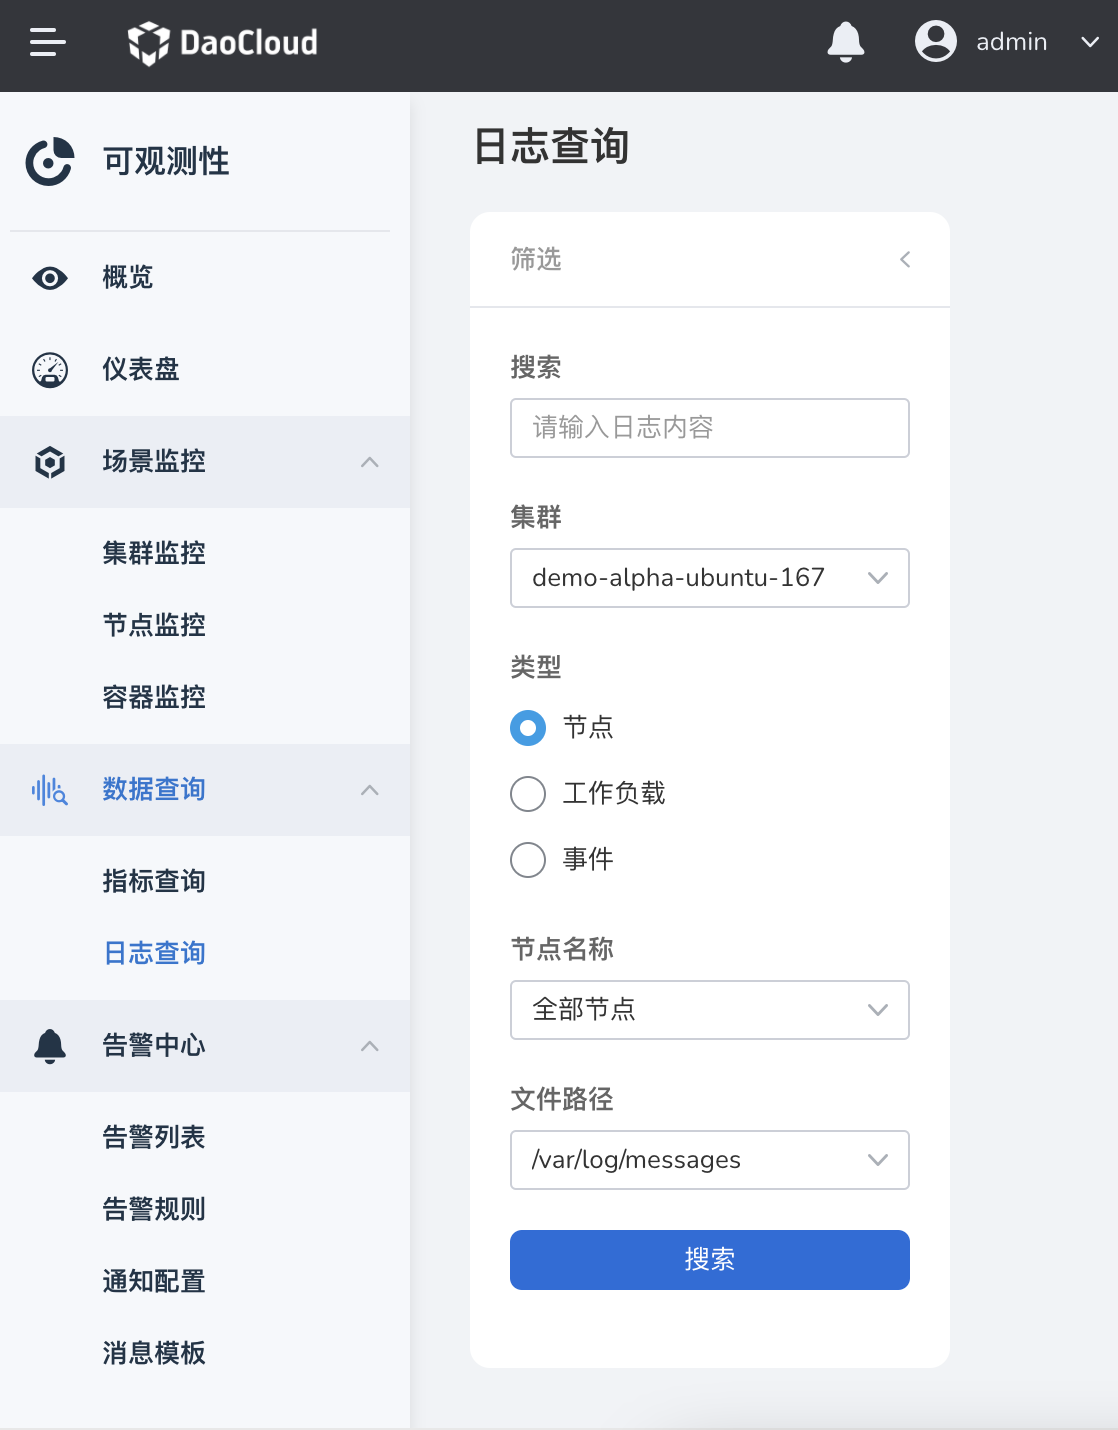 DaoCloud
admin
可观测性
概览
仪表盘
场景监控
集群监控
节点监控
容器监控
数据查询
指标查询
日志查询
告警中心
告警列表
告警规则
通知配置
消息模板
日志查询
筛选
搜索
请输入日志内容
集群
demo-alpha-ubuntu-167
类型
节点
工作负载
事件
节点名称
全部节点
文件路径
/var/log/messages
搜索